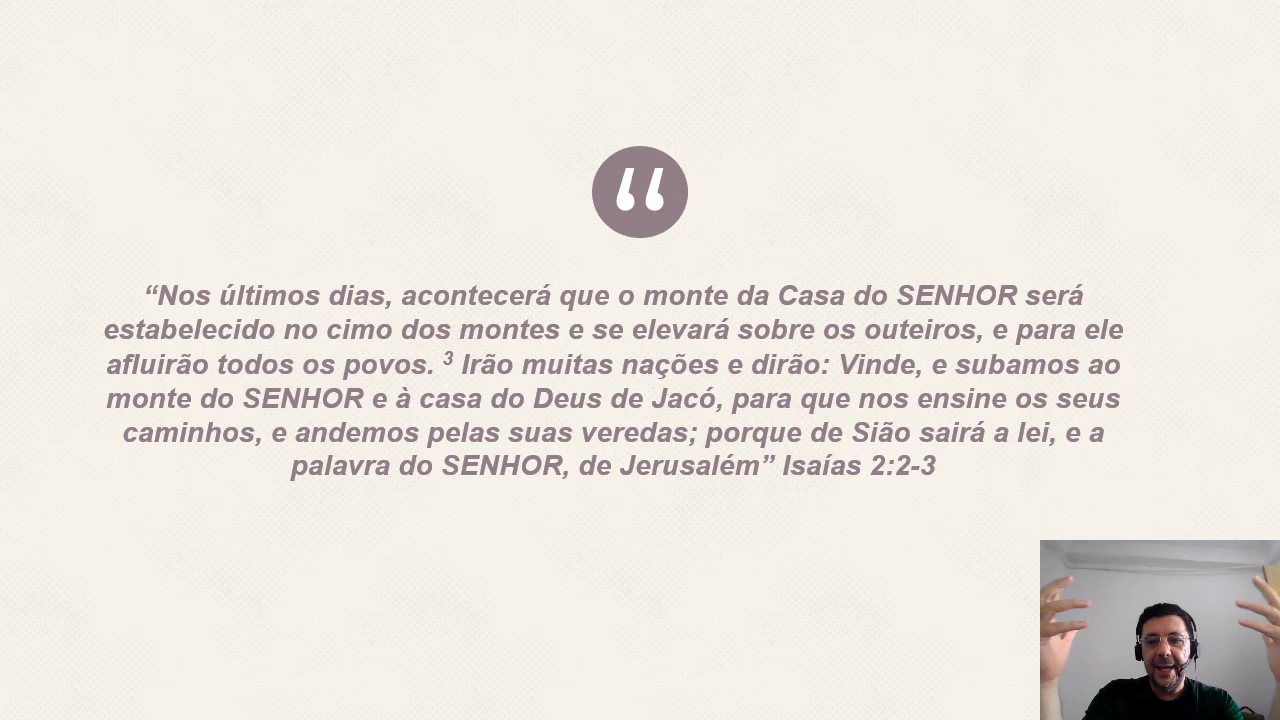 “
“Nos últimos dias, acontecerá que o monte da Casa do SENHOR será
estabelecido no cimo dos montes e se elevará sobre os outeiros, e para ele
afluirão todos os povos. ³ Irão muitas nações e dirão: Vinde, e subamos ao
monte do SENHOR e à casa do Deus de Jacó, para que nos ensine os seus
caminhos, e andemos pelas suas veredas; porque de Sião sairá a lei, e a
palavra do SENHOR, de Jerusalém” Isaías 2:2-3